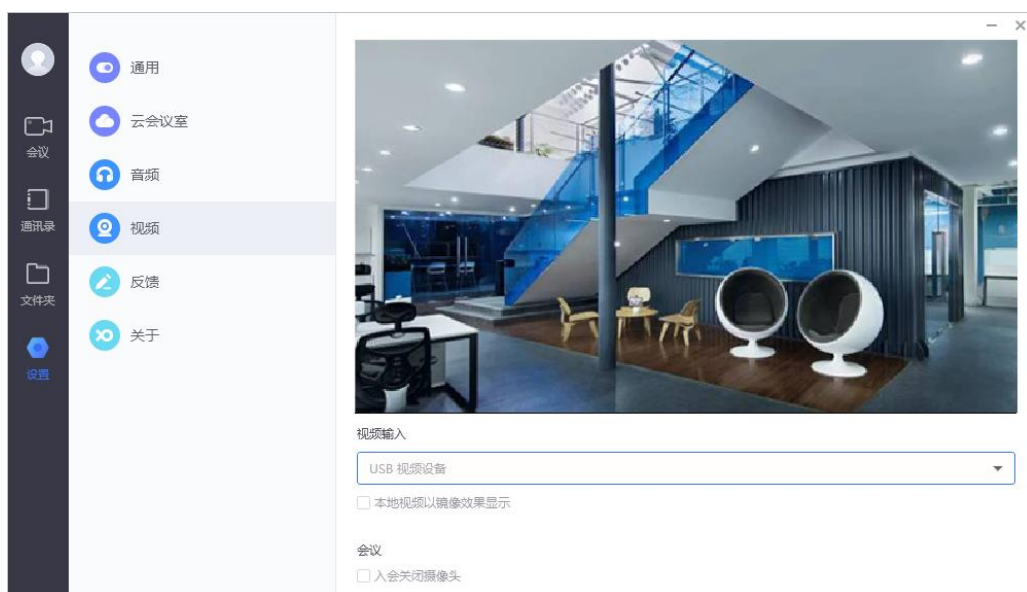 会议
通讯录
文件夹
设置
通用
云会议室
音频
视频
反馈
关于
视频输入
USB 视频设备
本地视频以镜像效果显示
会议
入会关闭摄像头